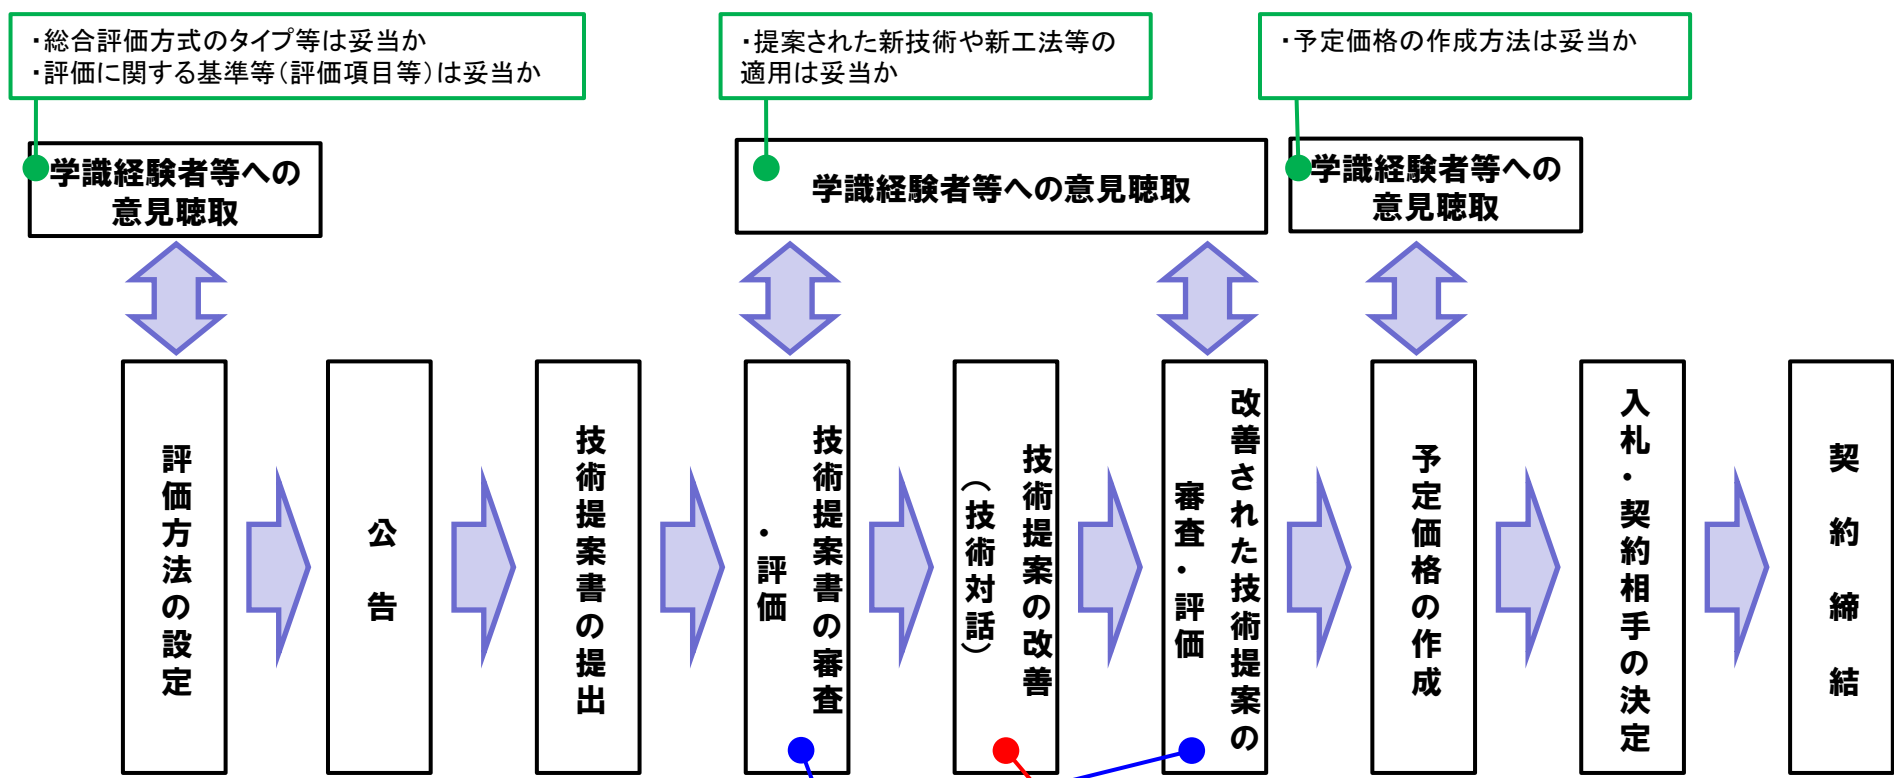 ・総合評価方式のタイプ等は妥当か
・評価に関する基準等（評価項目等）は妥当か
・提案された新技術や新工法等の
適用は妥当か
・予定価格の作成方法は妥当か
学識経験者等への
意見聴取
学識経験者等への意見聴取
学識経験者等への
意見聴取
評価方法の設定
公告
技術提案書の提出
技術提案書の審査
・評価
技術提案の改善
（技術対話）
改善された技術提案の
審査・評価
予定価格の作成
入札・契約相手の決定
契約締結